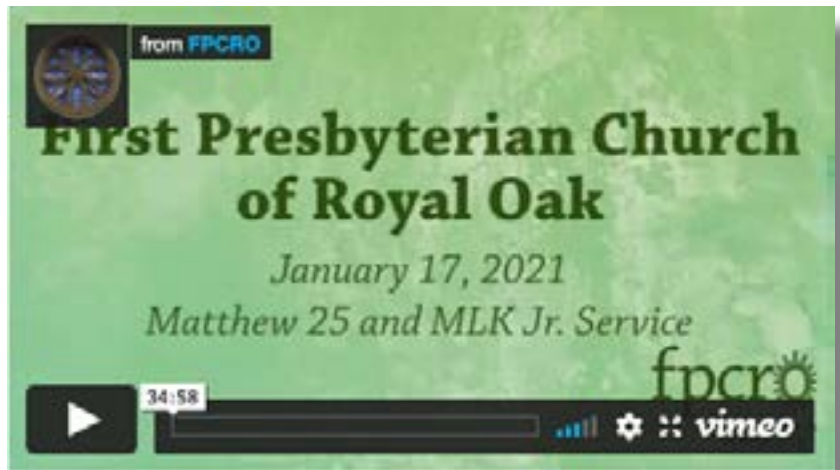 from FPCRO
First Presbyterian Church
of Royal Oak
January 17, 2021
Matthew 25 and MLK Jr. Service
fpcro
34:58
vimeo